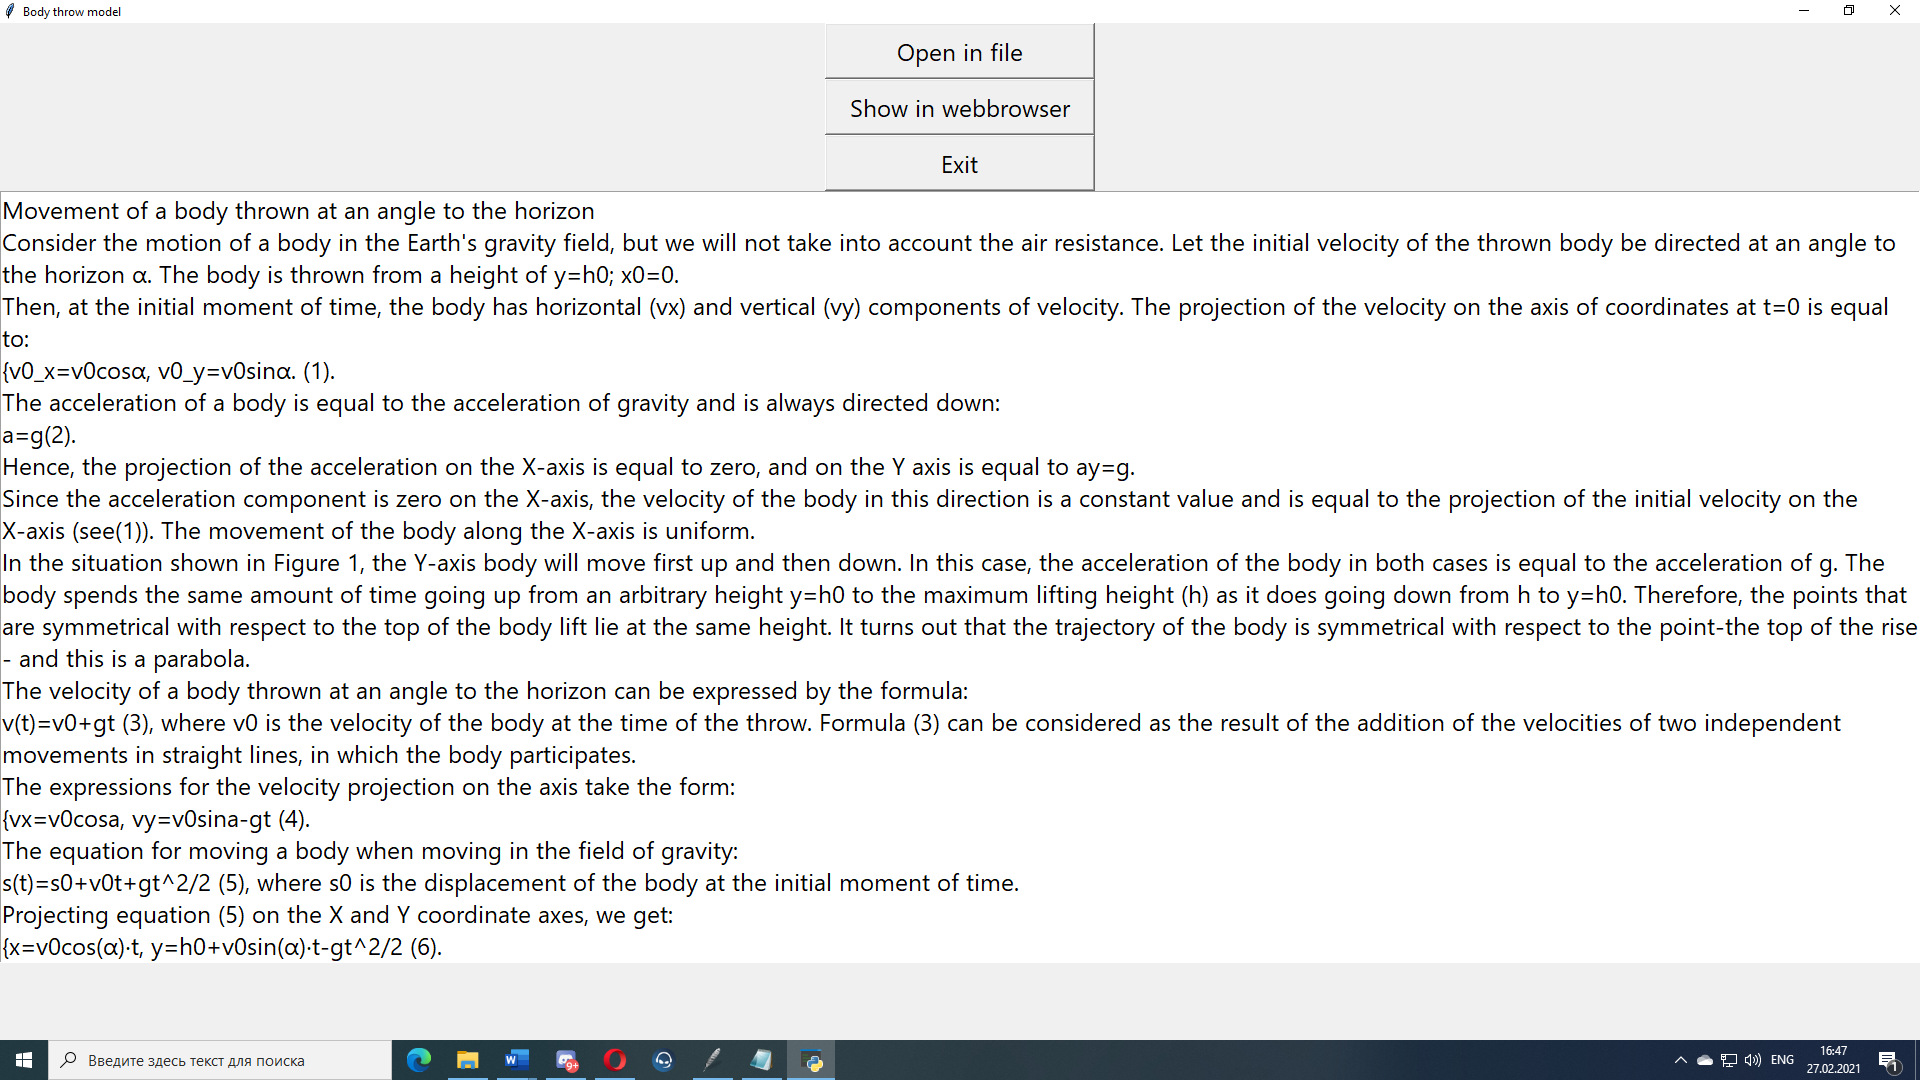 Body throw model
Open in file
Show in webbrowser
Exit
Movement of a body thrown at an angle to the horizon
Consider the motion of a body in the Earth's gravity field, but we will not take into account the air resistance. Let the initial velocity of the thrown body be directed at an angle to
the horizon α. The body is thrown from a height of y=h0; x0=0.
Then, at the initial moment of time, the body has horizontal (vx) and vertical (vy) components of velocity. The projection of the velocity on the axis of coordinates at t=0 is equal
to:
{v0_x=v0cosα, v0_y=v0sinα. (1).
The acceleration of a body is equal to the acceleration of gravity and is always directed down:
a=g(2).
Hence, the projection of the acceleration on the X-axis is equal to zero, and on the Y axis is equal to ay=g.
Since the acceleration component is zero on the X-axis, the velocity of the body in this direction is a constant value and is equal to the projection of the initial velocity on the
X-axis (see(1)). The movement of the body along the X-axis is uniform.
In the situation shown in Figure 1, the Y-axis body will move first up and then down. In this case, the acceleration of the body in both cases is equal to the acceleration of g. The
body spends the same amount of time going up from an arbitrary height y=h0 to the maximum lifting height (h) as it does going down from h to y=h0. Therefore, the points that
are symmetrical with respect to the top of the body lift lie at the same height. It turns out that the trajectory of the body is symmetrical with respect to the point-the top of the rise
- and this is a parabola.
The velocity of a body thrown at an angle to the horizon can be expressed by the formula:
v(t)=v0+gt (3), where v0 is the velocity of the body at the time of the throw. Formula (3) can be considered as the result of the addition of the velocities of two independent
movements in straight lines, in which the body participates.
The expressions for the velocity projection on the axis take the form:
{vx=v0cosa, vy=v0sina-gt (4).
The equation for moving a body when moving in the field of gravity:
s(t)=s0+v0t+gt^2/2 (5), where s0 is the displacement of the body at the initial moment of time.
Projecting equation (5) on the X and Y coordinate axes, we get:
{x=v0cos(α)·t, y=h0+v0sin(α)·t-gt^2/2 (6).
Введите здесь текст для поиска
9+
ENG
16:47
27.02.2021
1